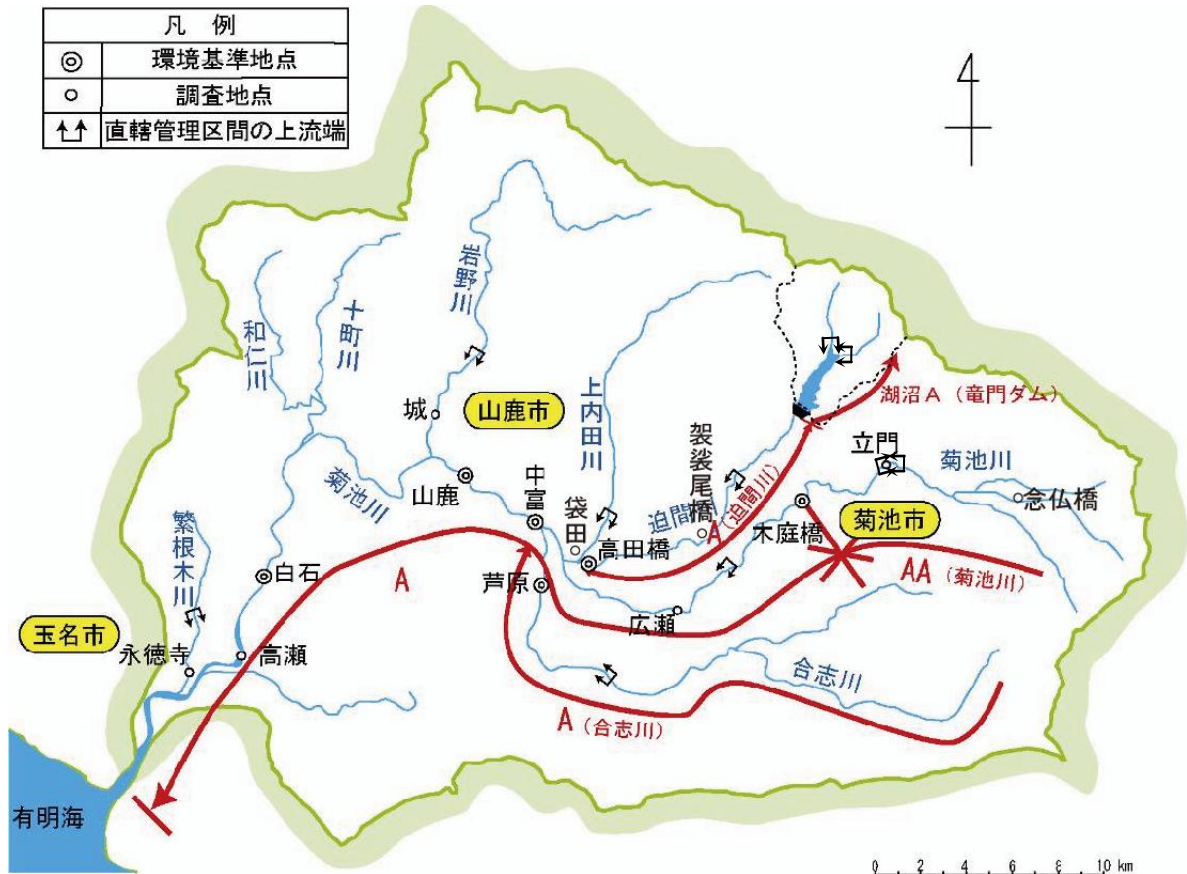 凡例
環境基準地点
調査地点
直轄管理区間の上流端
岩野川
十町川
和仁川
上内田川
湖沼A(竜門ダム)
城
山鹿市
立門
菊池川
袈裟尾橋
念仏橋
山鹿
中富
菊池川
袋田
迫間川
A(迫間川)
木庭橋
菊池市
高田橋
繁根木川
白石
A
芦原
AA(菊池川)
広瀬
玉名市
永徳寺
高瀬
合志川
A(合志川)
有明海
0 2 4 6 8 10 km